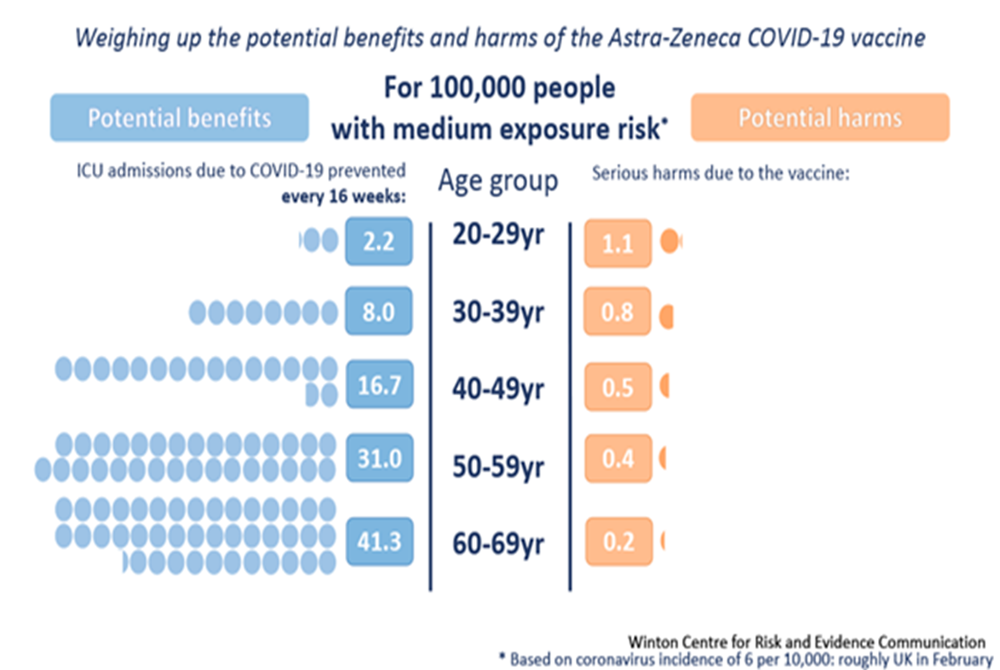 Weighing up the potential benefits and harms of the Astra-Zeneca COVID-19 vaccine
For 100,000 people
with medium exposure risk*
Potential benefits
Potential harms
ICU admissions due to COVID-19 prevented
every 16 weeks:
Age group
Serious harms due to the vaccine:
2.2 20-29yr 1.1
8.0 30-39yr 0.8
16.7 40-49yr 0.5
31.0 50-59yr 0.4
41.3 60-69yr 0.2
Winton Centre for Risk and Evidence Communication
* Based on coronavirus incidence of 6 per 10,000: roughly UK in February